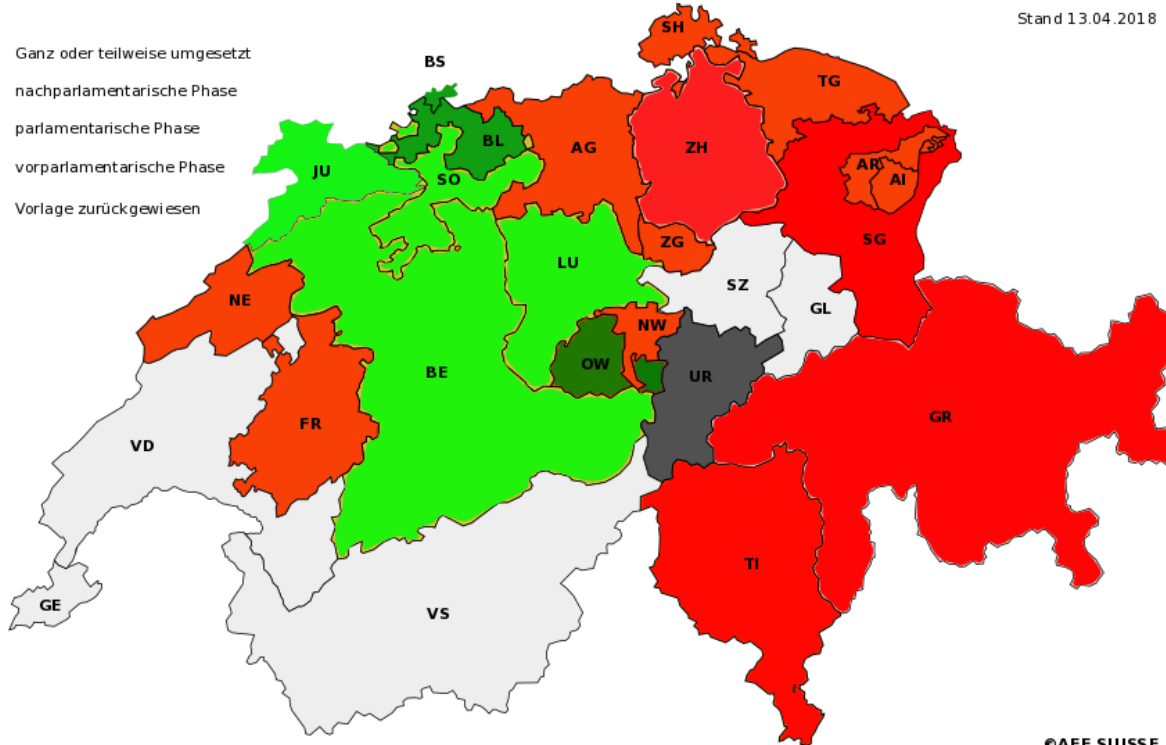 Stand 13.04.2018
Ganz oder teilweise umgesetzt
nachparlamentarische Phase
parlamentarische Phase
vorparlamentarische Phase
Vorlage zurückgewiesen
SH
BS
TG
BL
AG
ZH
JU
SO
AR
AI
ZG
SG
LU
SZ
NE
GL
NW
OW
BE
UR
GR
FR
VD
TI
GE
VS
©AEE SUISSE